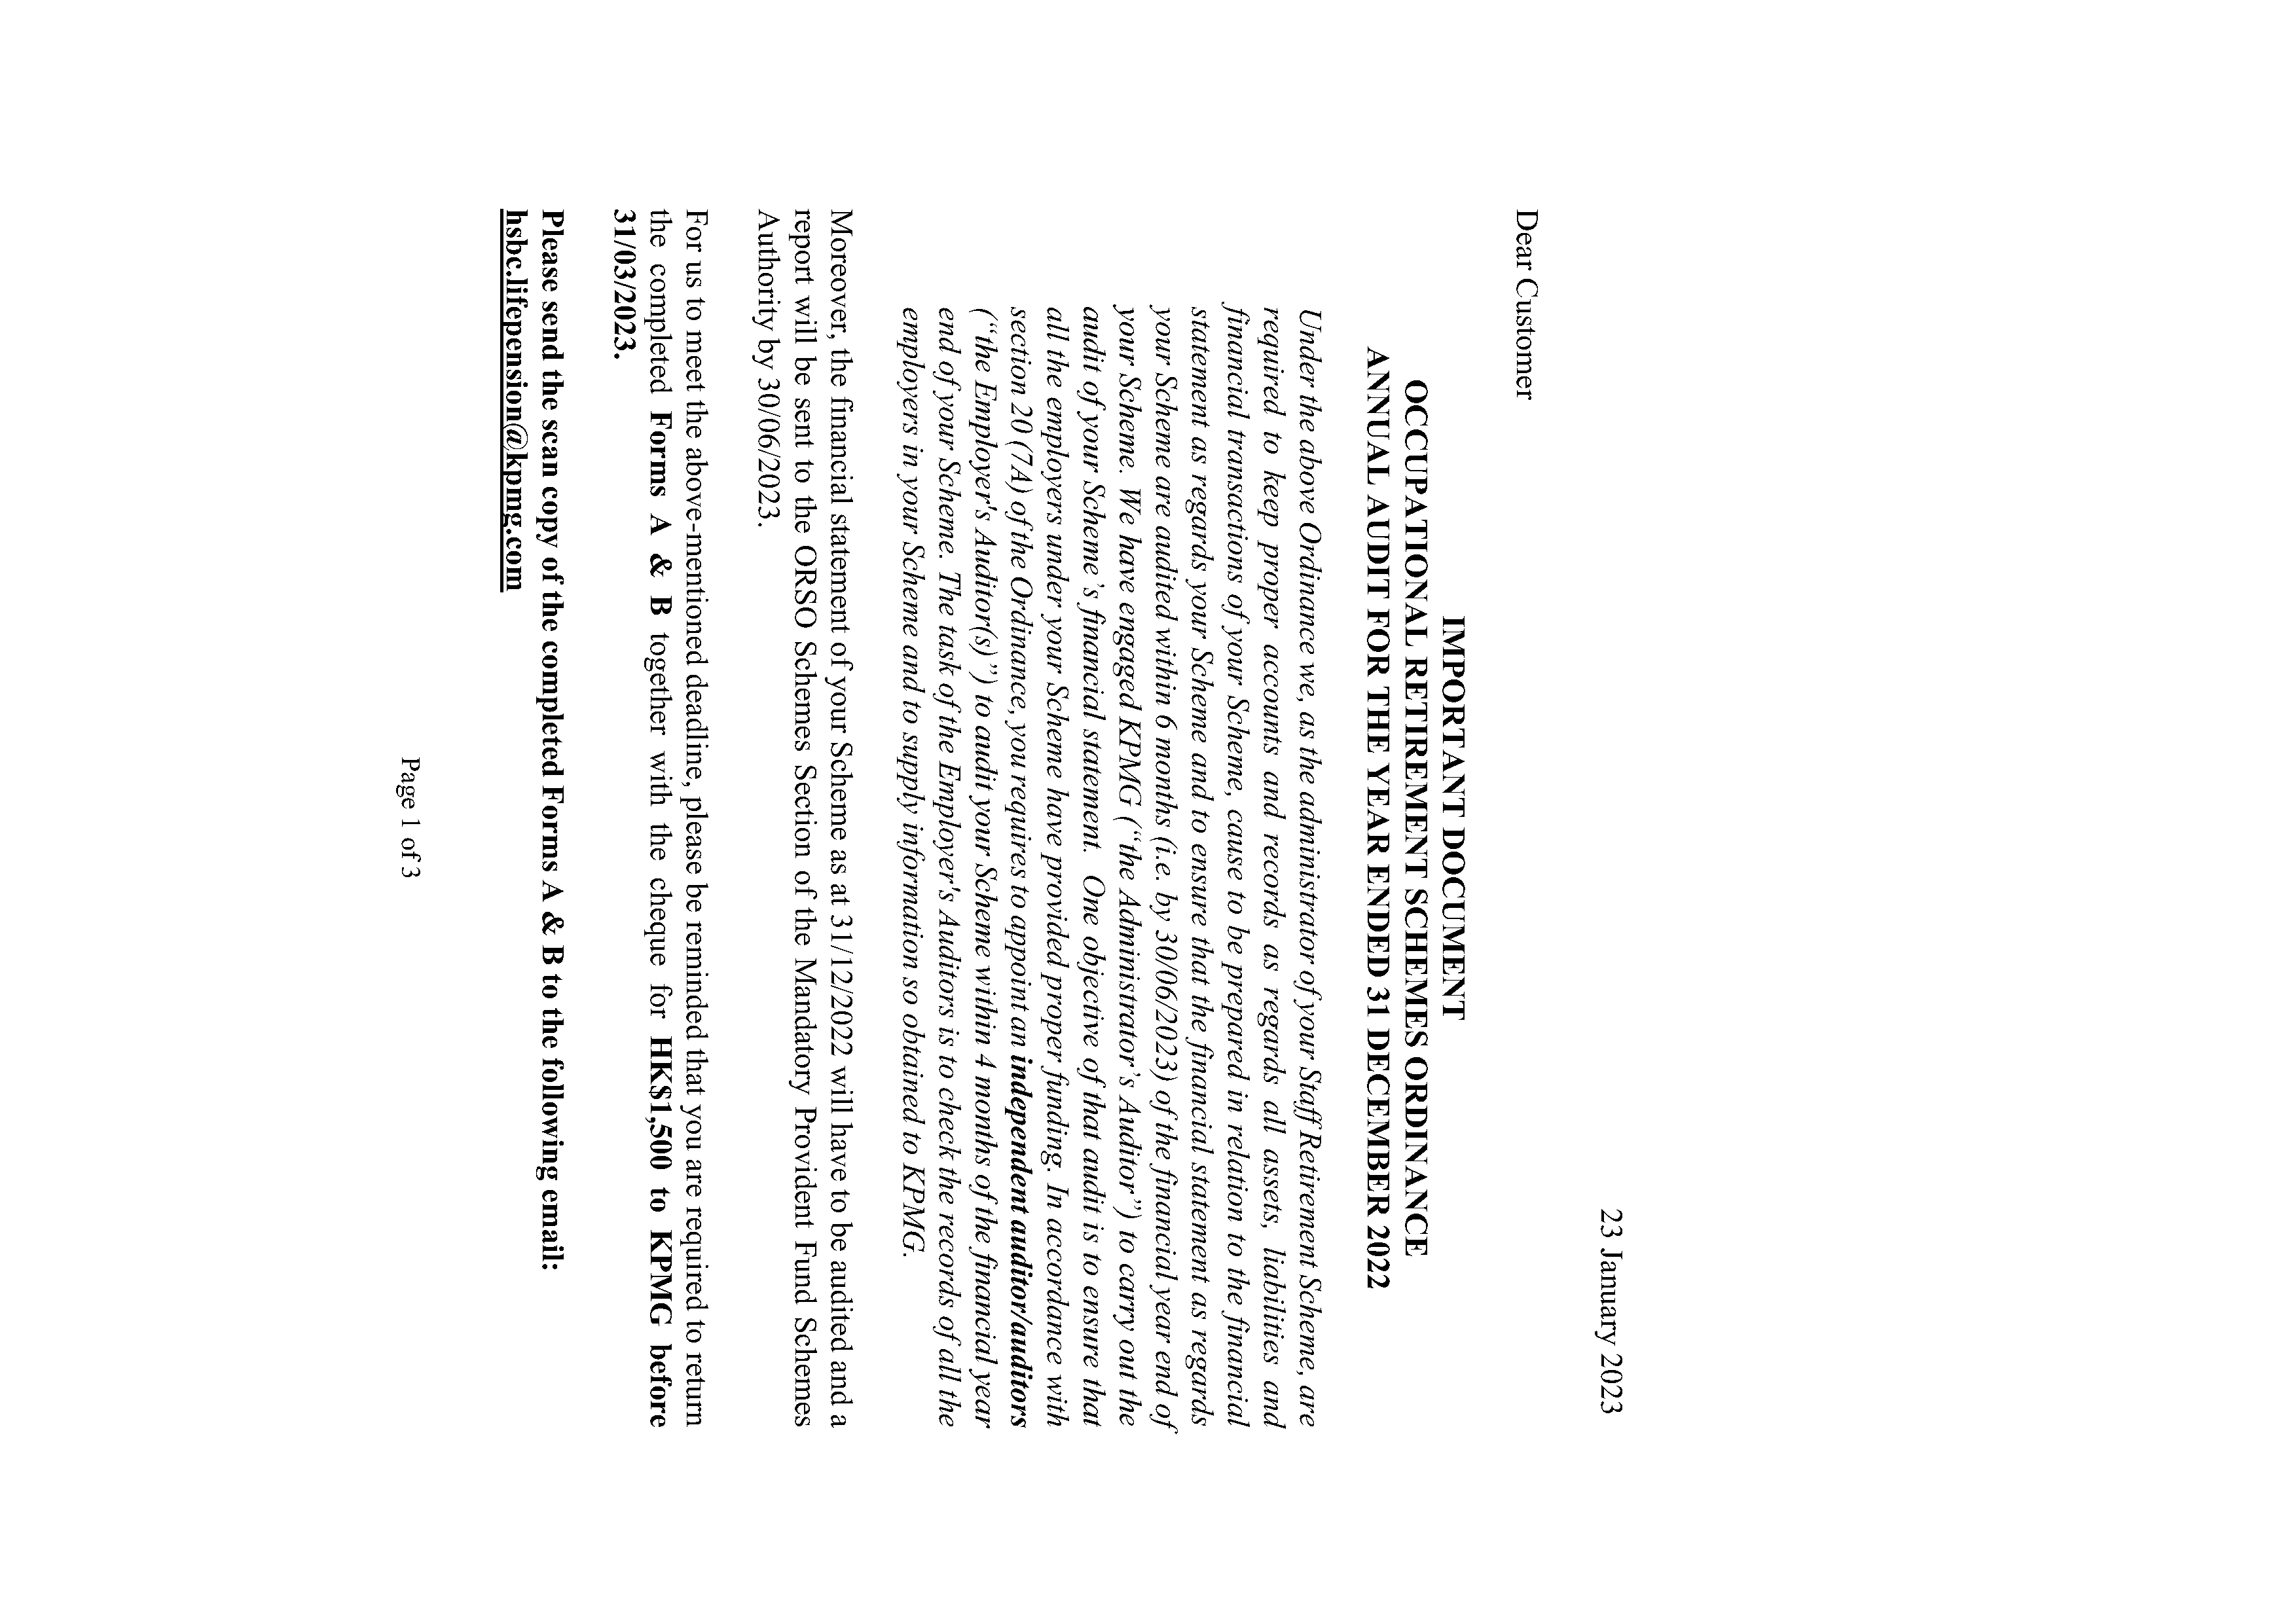 23 January 2023
Dear Customer
IMPORTANT DOCUMENT
OCCUPATIONAL RETIREMENT SCHEMES ORDINANCE
ANNUAL AUDIT FOR THE YEAR ENDED 31 DECEMBER 2022
Under the above Ordinance we, as the administrator of your Staff Retirement Scheme, are
required to keep proper accounts and records as regards all assets, liabilities and
financial transactions of your Scheme, cause to be prepared in relation to the financial
statement as regards your Scheme and to ensure that the financial statement as regards
your Scheme are audited within 6 months (i.e. by 30/06/2023) of the financial year end of
your Scheme. We have engaged KPMG (“the Administrator’s Auditor”) to carry out the
audit of your Scheme’s financial statement. One objective of that audit is to ensure that
all the employers under your Scheme have provided proper funding. In accordance with
section 20 (7A) of the Ordinance, you requires to appoint an independent auditor/auditors
(“the Employer's Auditor(s)”) to audit your Scheme within 4 months of the financial year
end of your Scheme. The task of the Employer's Auditors is to check the records of all the
employers in your Scheme and to supply information so obtained to KPMG.
Moreover, the financial statement of your Scheme as at 31/12/2022 will have to be audited and a
report will be sent to the ORSO Schemes Section of the Mandatory Provident Fund Schemes
Authority by 30/06/2023.
For us to meet the above-mentioned deadline, please be reminded that you are required to return
the completed Forms A & B together with the cheque for HK$1,500 to KPMG before
31/03/2023.
Please send the scan copy of the completed Forms A & B to the following email:
hsbc.lifepension@kpmg.com
Page 1 of 3